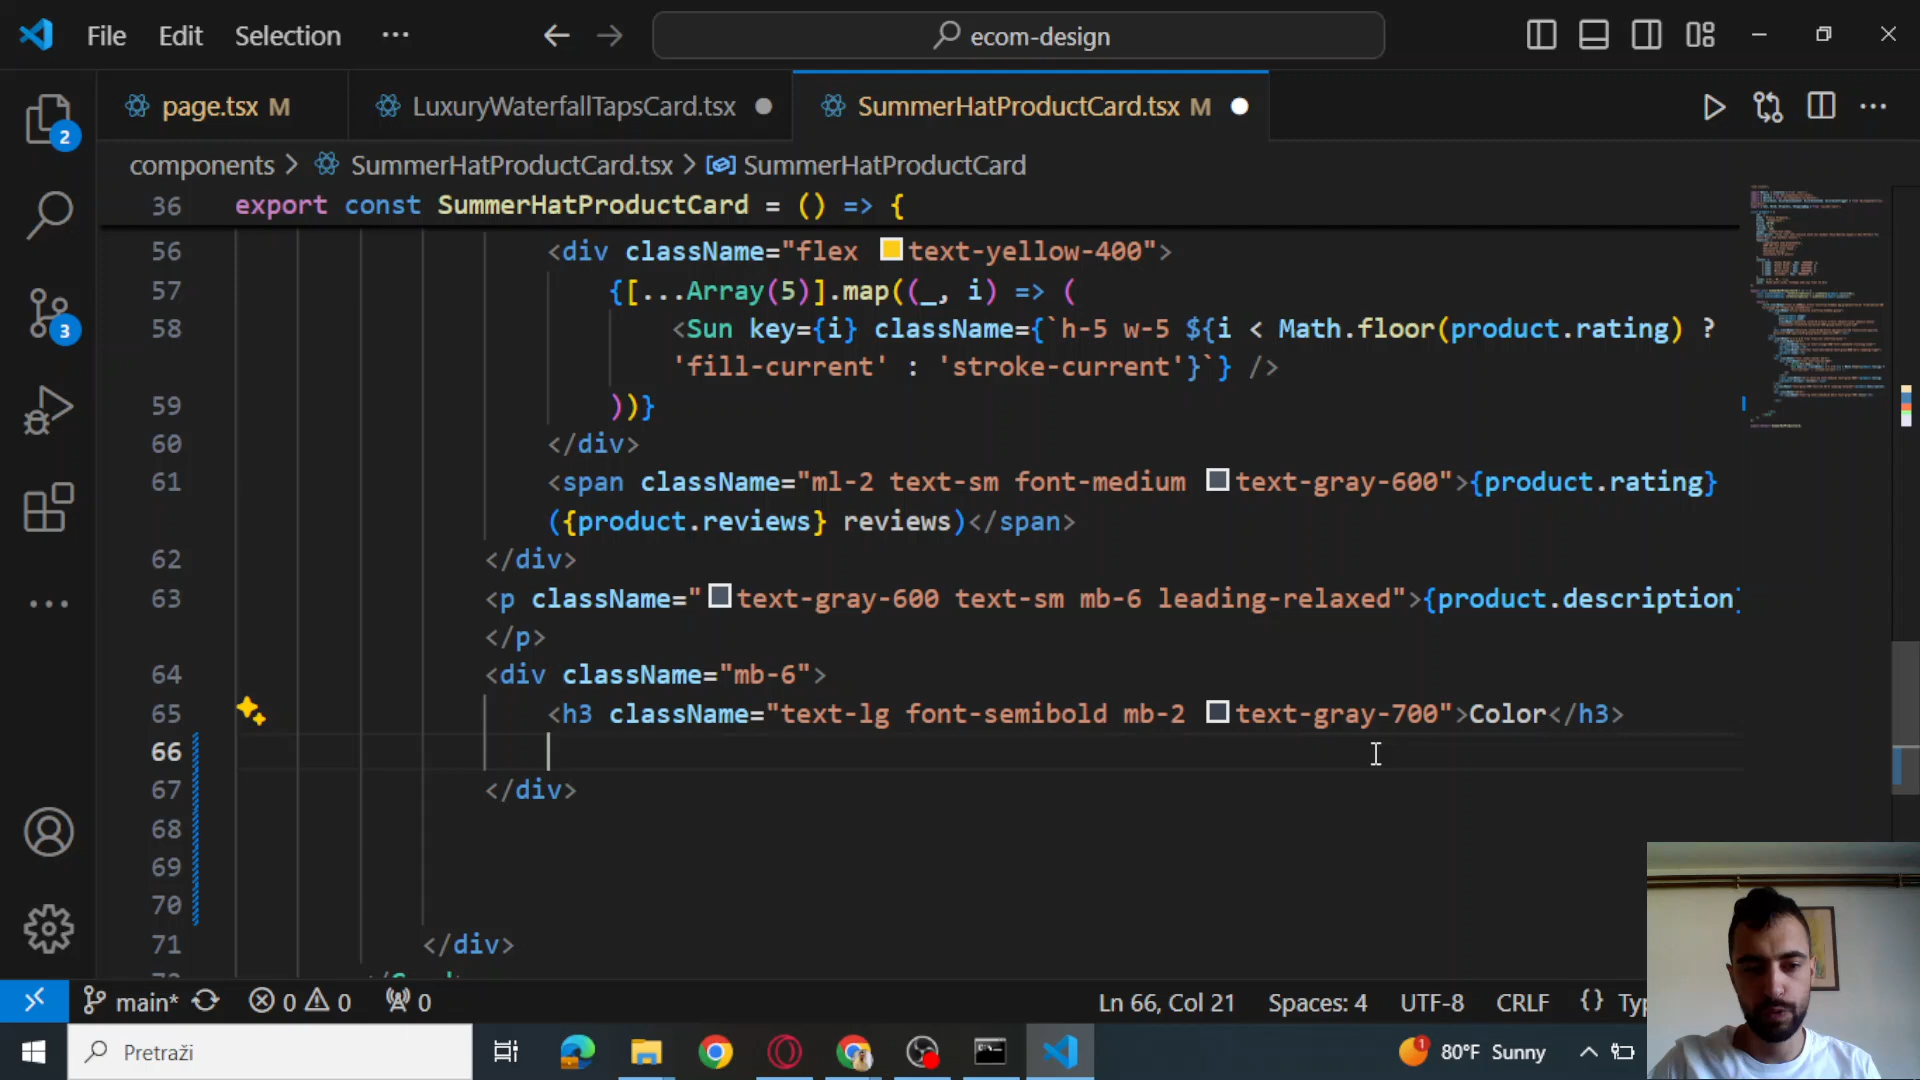 File Edit Selection ··· ecom-design
page.tsx M LuxuryWaterfallTapsCard.tsx SummerHatProductCard.tsx M
components > SummerHatProductCard.tsx > SummerHatProductCard
36 export const SummerHatProductCard = () => {
56 <div className="flex text-yellow-400">
57 {[...Array(5)].map((_, i) => (
58 <Sun key={i} className={`h-5 w-5 ${i < Math.floor(product.rating) ?
'fill-current' : 'stroke-current'}`} />
59 ))}
60 </div>
61 <span className="ml-2 text-sm font-medium text-gray-600">{product.rating}
({product.reviews} reviews)</span>
62 </div>
63 <p className="text-gray-600 text-sm mb-6 leading-relaxed">{product.description}
</p>
64 <div className="mb-6">
65 <h3 className="text-lg font-semibold mb-2 text-gray-700">Color</h3>
66
67 </div>
68
69
70
71 </div>
2
3
main* 0 0 0 Ln 66, Col 21 Spaces: 4 UTF-8 CRLF {}
Pretraži 1 80°F Sunny